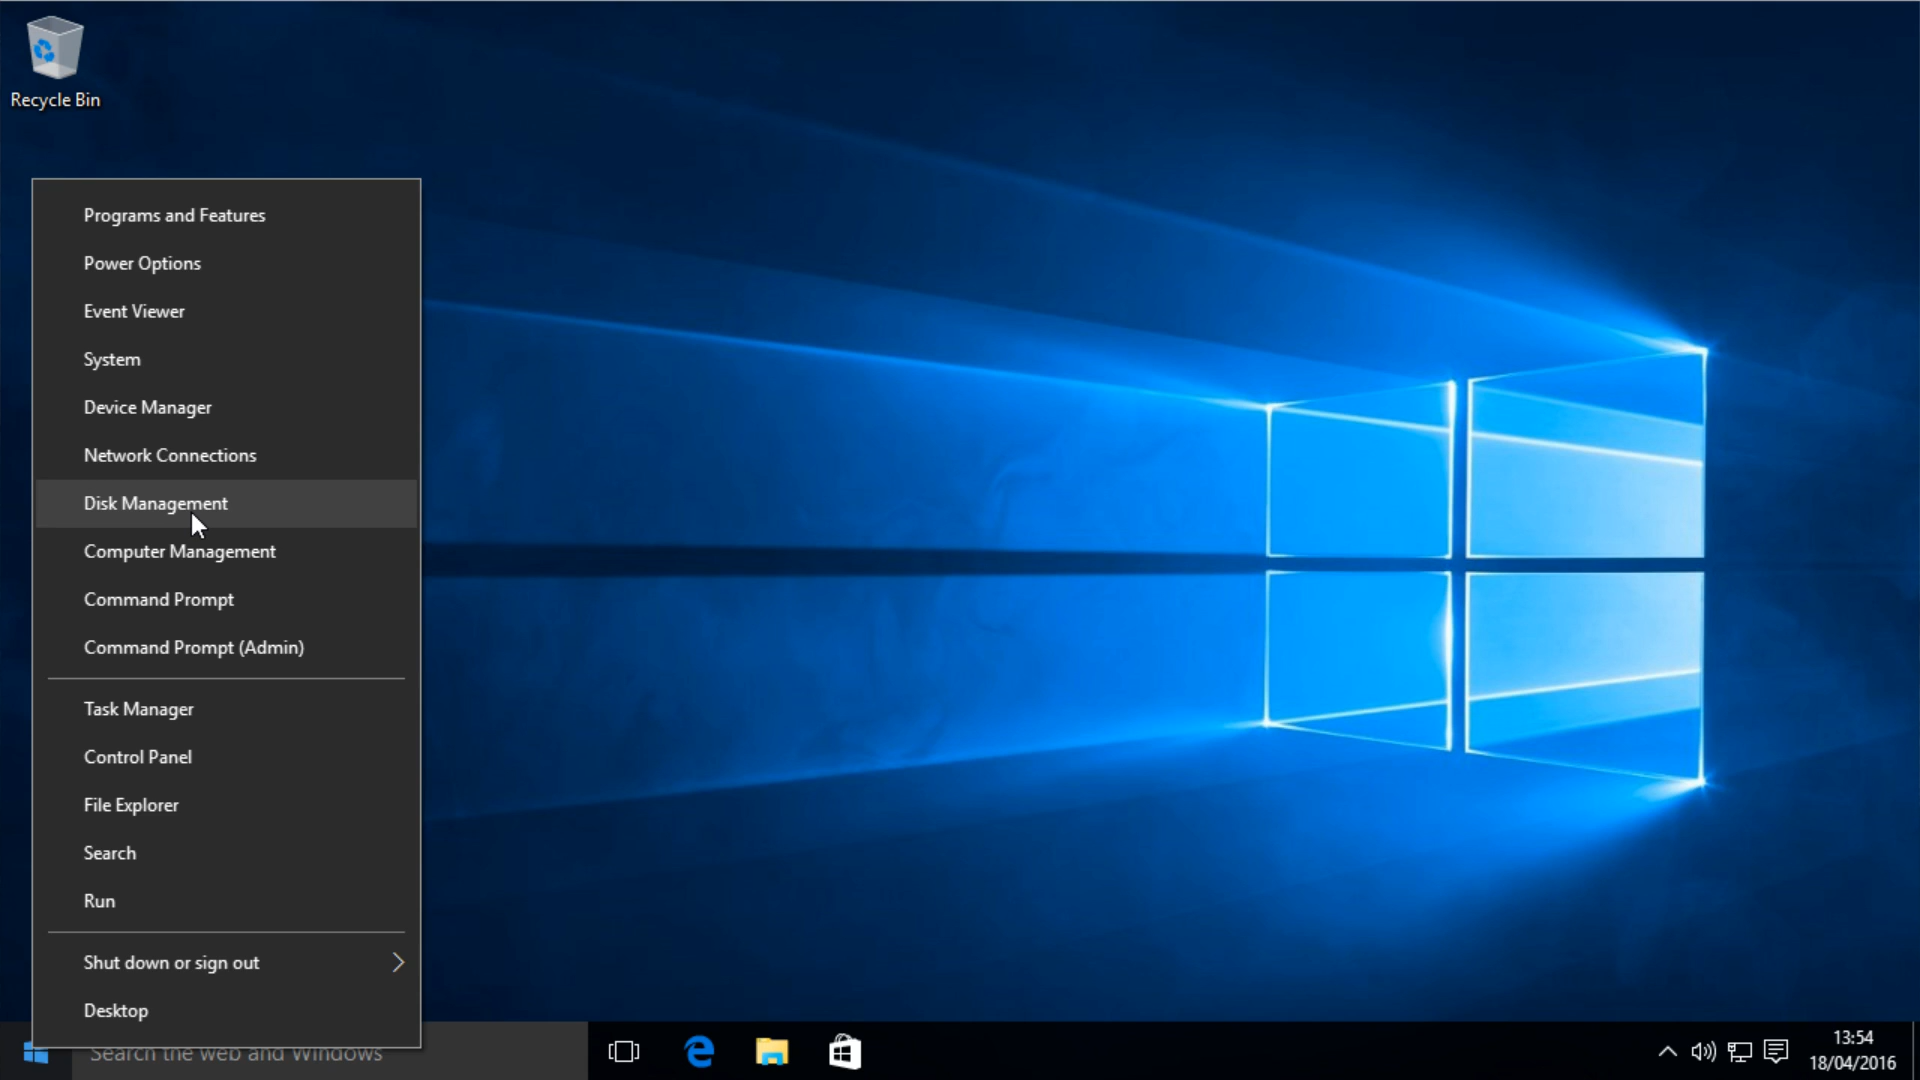 Recycle Bin
Programs and Features
Power Options
Event Viewer
System
Device Manager
Network Connections
Disk Management
Computer Management
Command Prompt
Command Prompt (Admin)
Task Manager
Control Panel
File Explorer
Search
Run
Shut down or sign out
Desktop
Search the web and Windows
13:54
18/04/2016